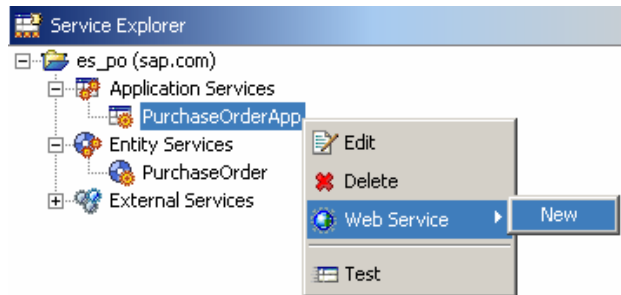 Service Explorer
es_po (sap.com)
Application Services
PurchaseOrderApp
Entity Services
PurchaseOrder
External Services
Edit
Delete
Web Service
New
Test